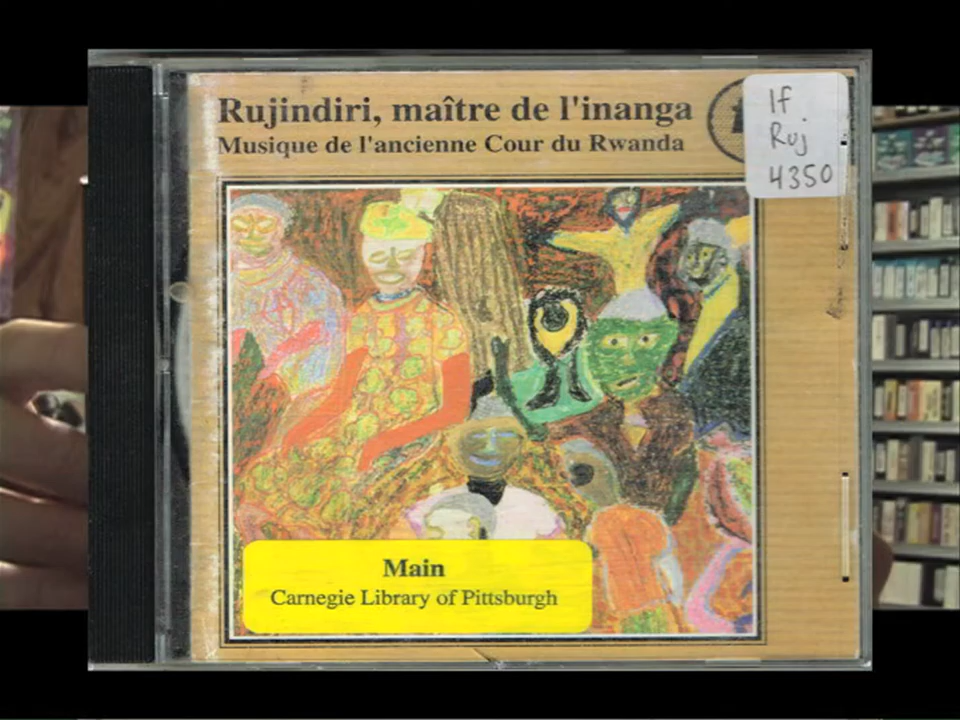 Rujindiri, maître de l'inanga
Musique de l'ancienne Cour du Rwanda
If.
Ruj
4350
Main
Carnegie Library of Pittsburgh